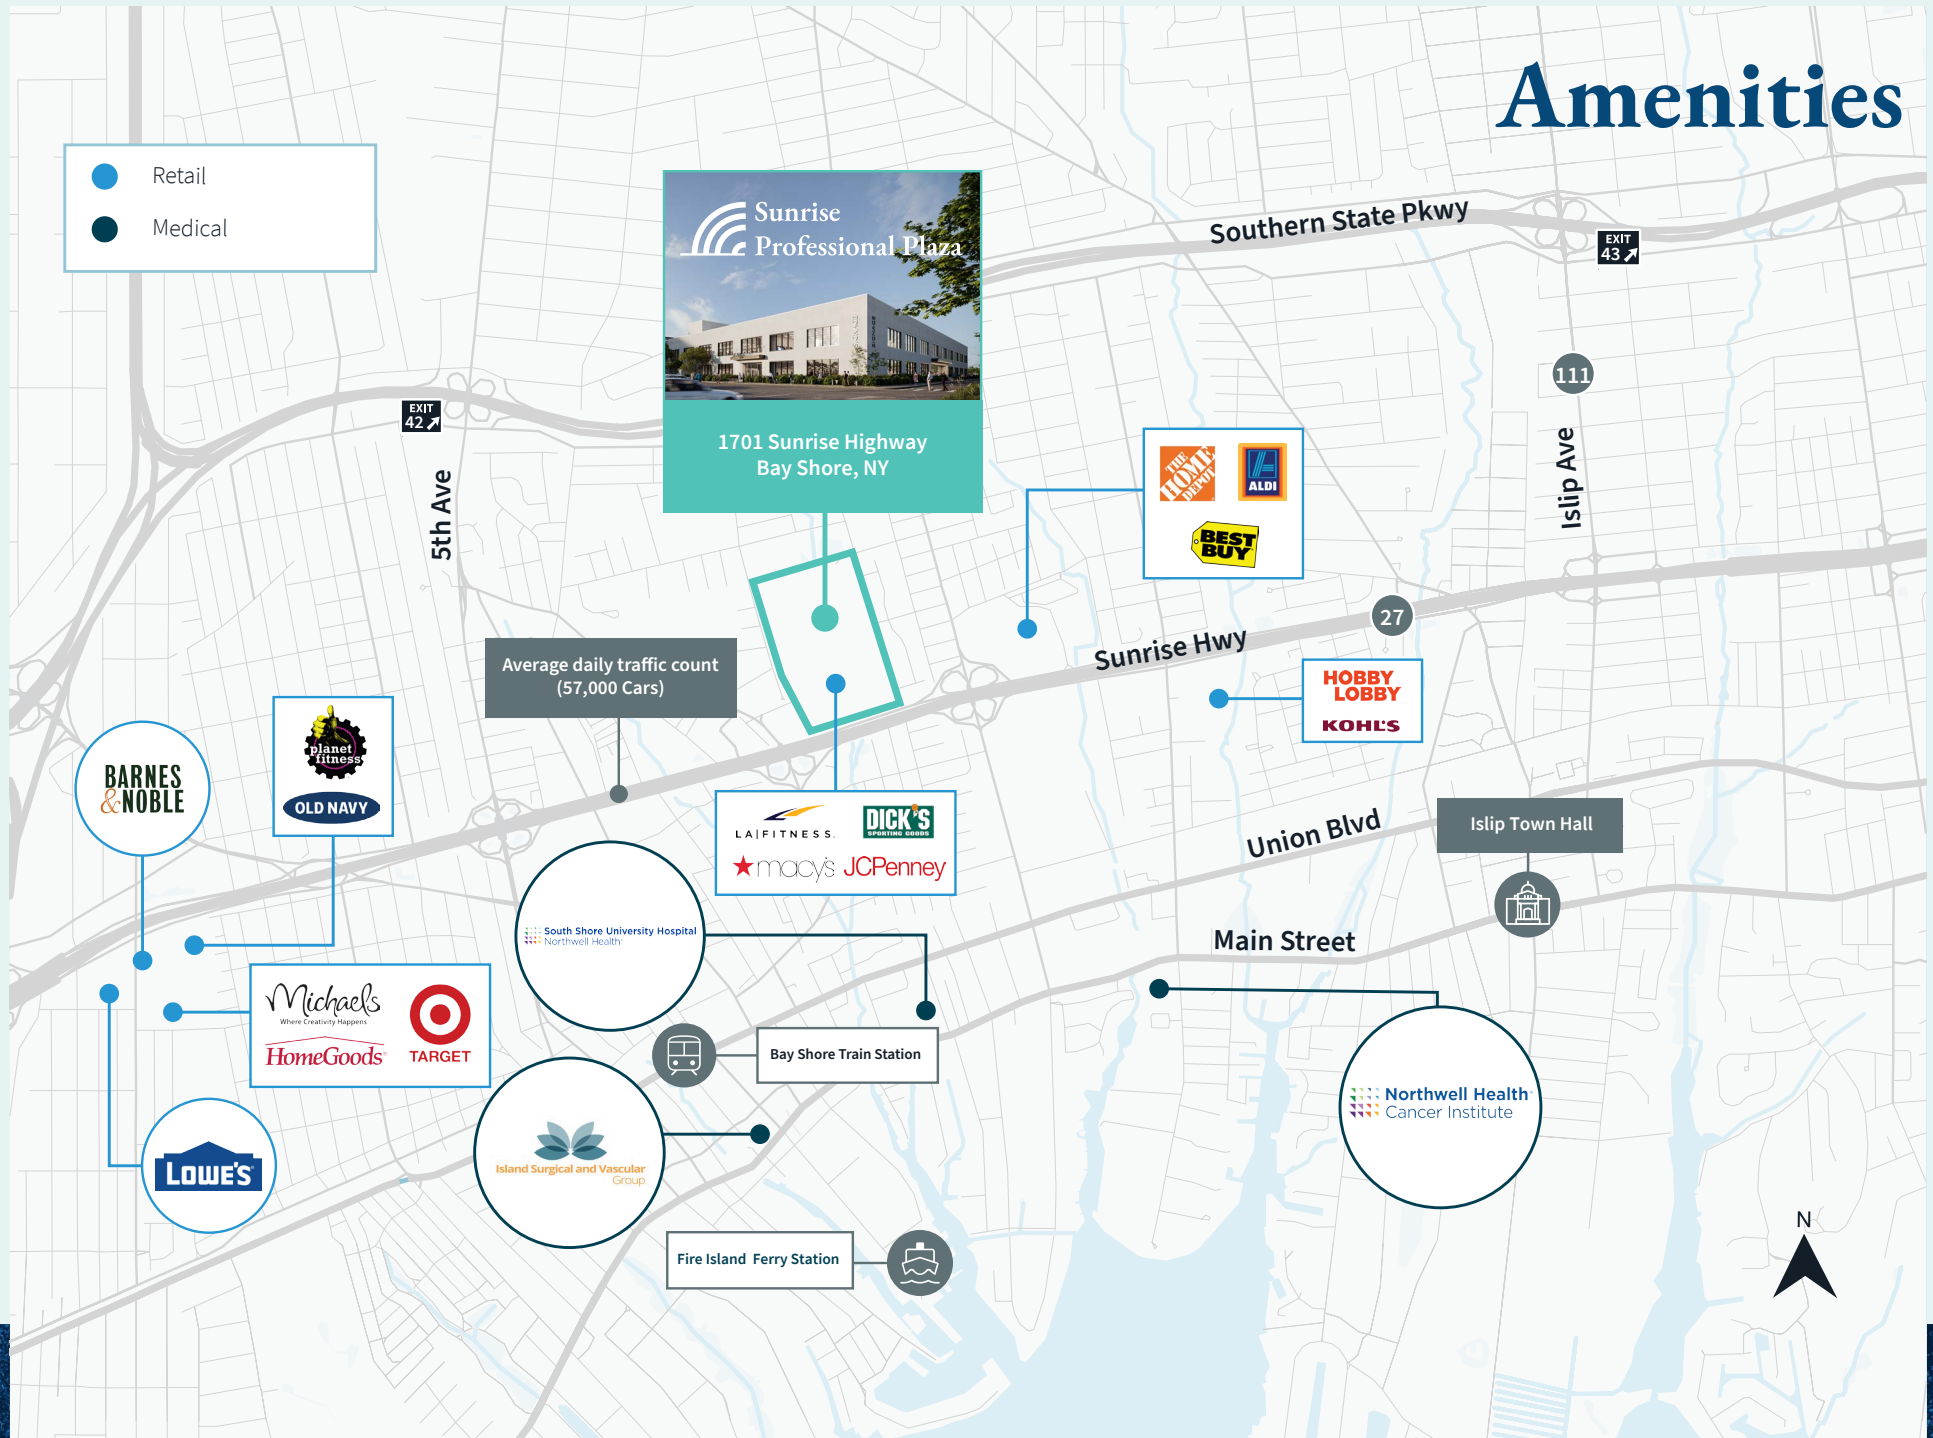 Amenities
Retail
Medical
Sunrise
Professional Plaza
1701 Sunrise Highway
Bay Shore, NY
Southern State Pkwy
EXIT
43
111
Islip Ave
EXIT
42
5th Ave
THE
HOME
DEPOT
ALDI
BEST
BUY
27
Sunrise Hwy
HOBBY
LOBBY
KOHL'S
Average daily traffic count
(57,000 Cars)
BARNES
&NOBLE
planet
fitness
OLD NAVY
LA|FITNESS.
DICK'S
SPORTING GOODS
macy's
JCPenney
Union Blvd
Islip Town Hall
South Shore University Hospital
Northwell Health
Main Street
Michaels
Where Creativity Happens
HomeGoods
TARGET
Bay Shore Train Station
Northwell Health
Cancer Institute
LOWE'S
Island Surgical and Vascular
Group
Fire Island Ferry Station
N